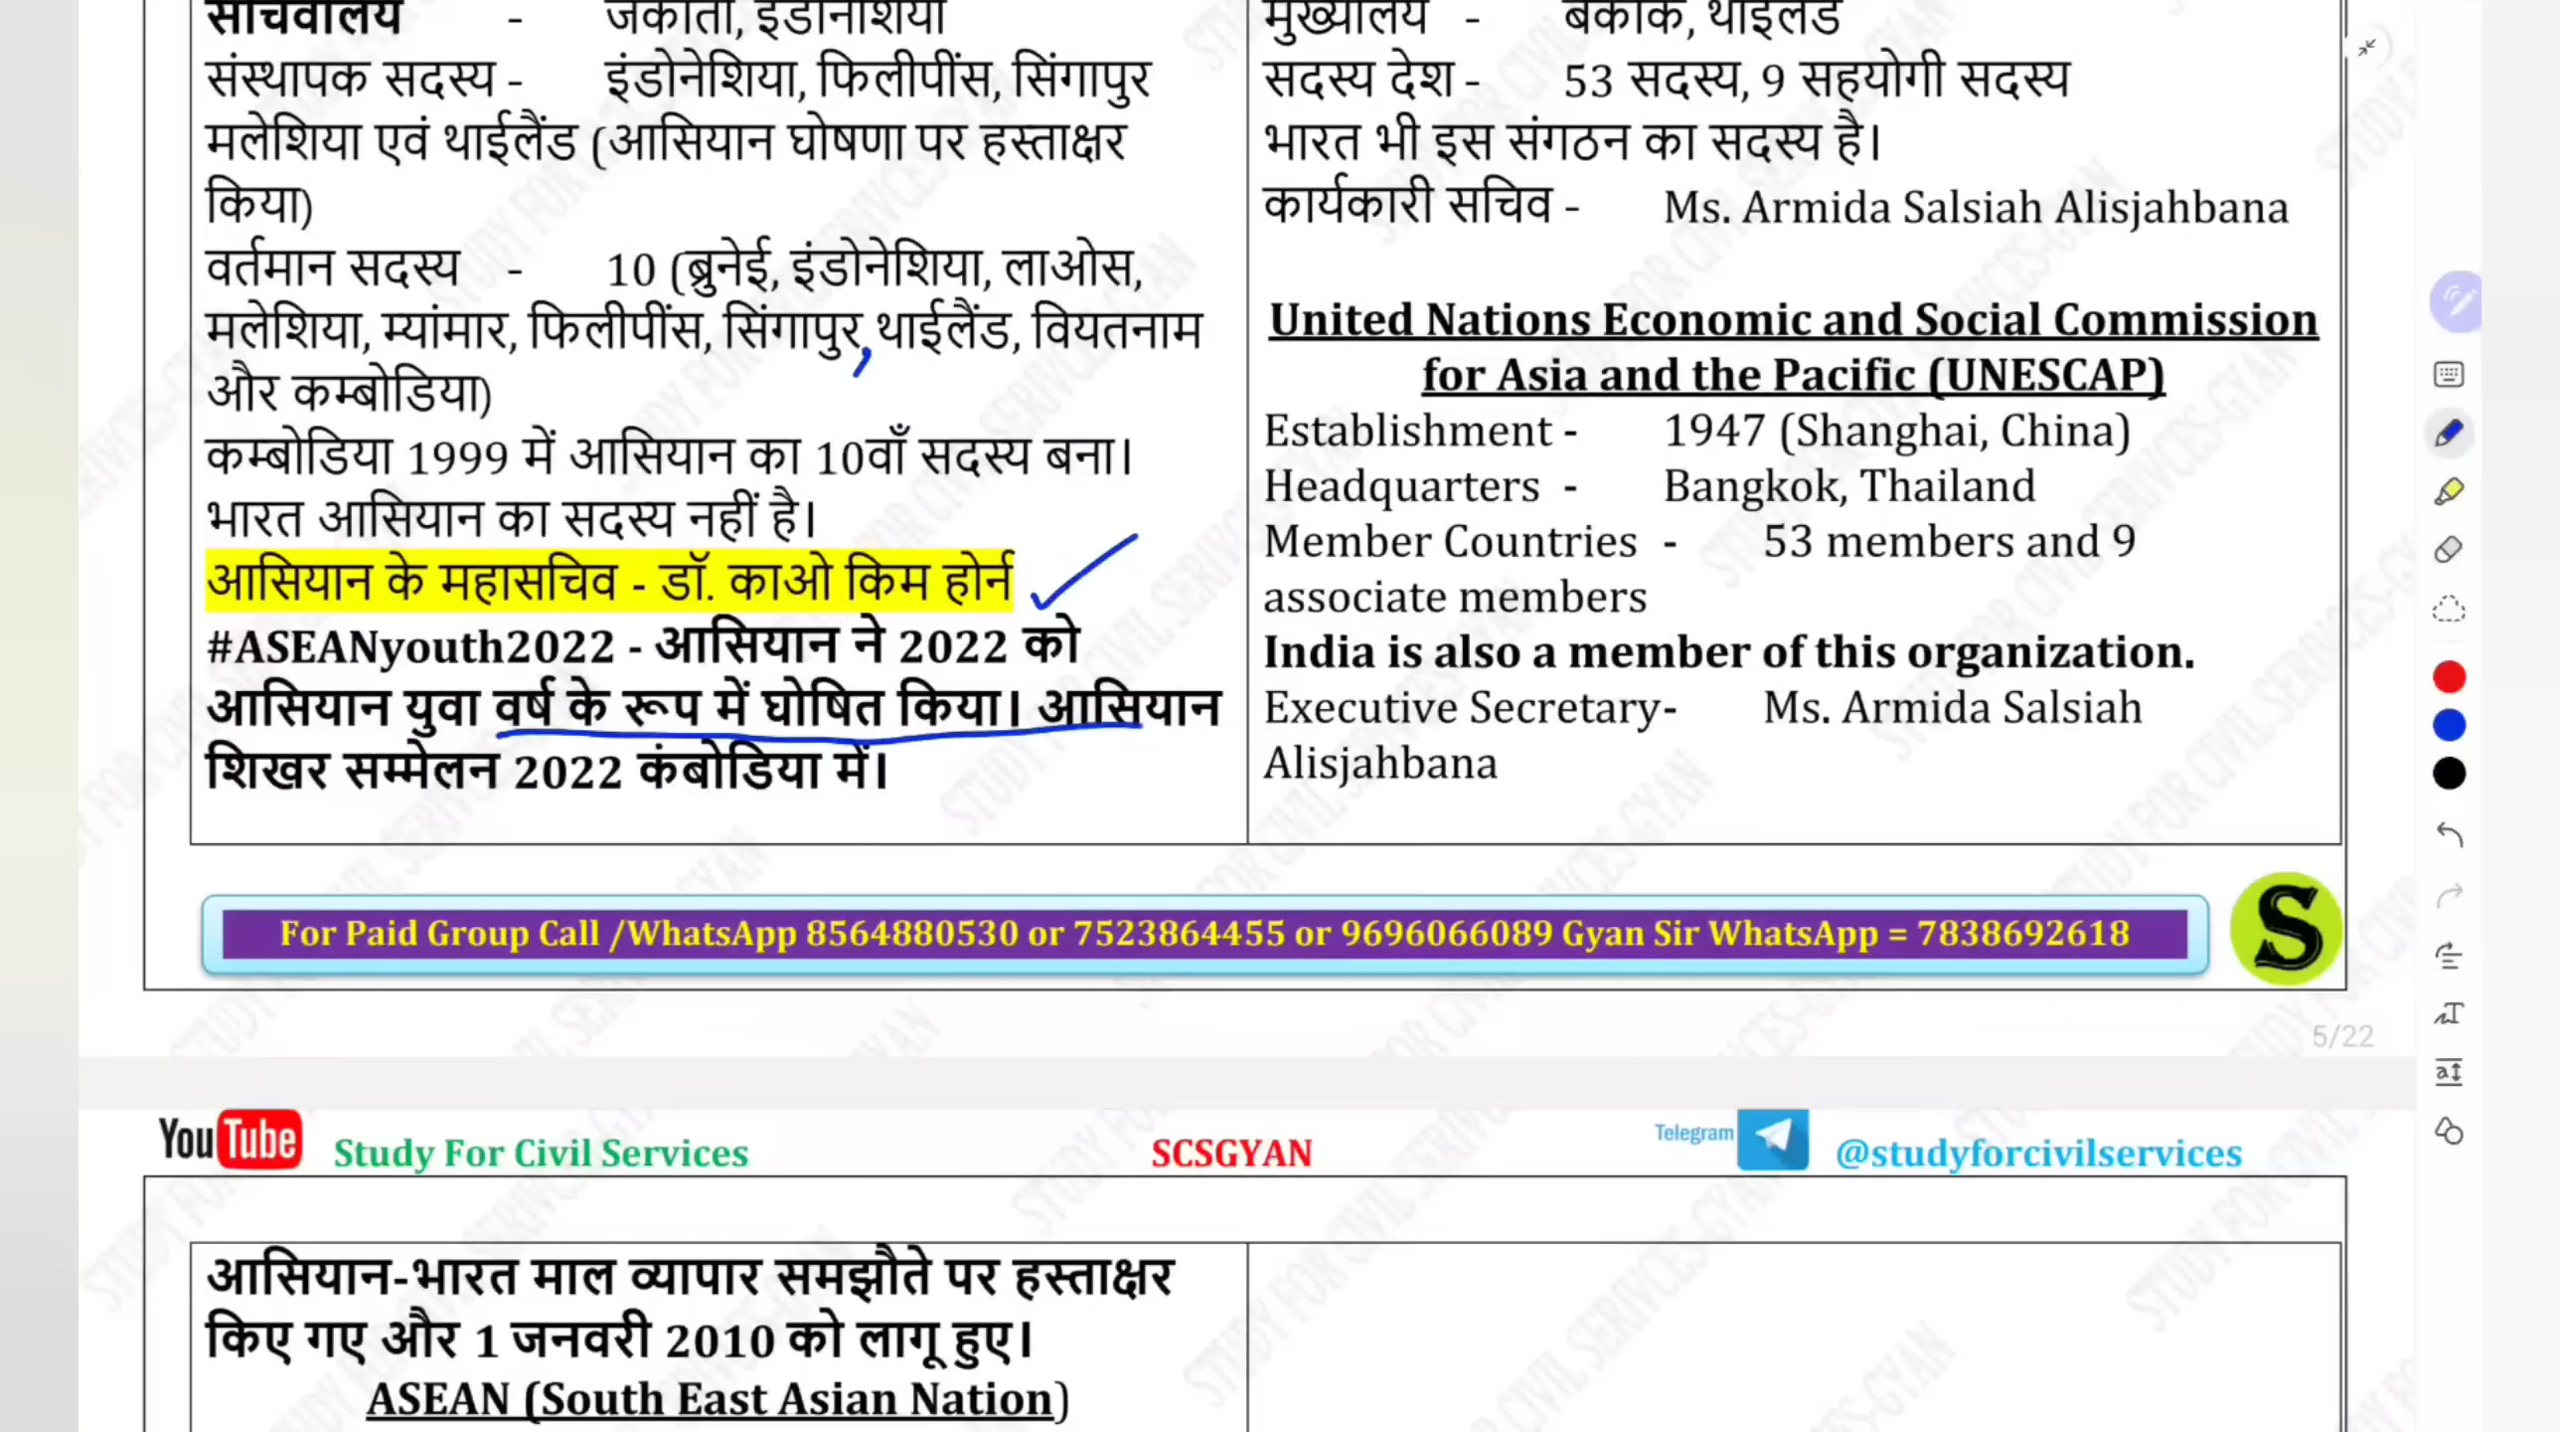 सचिवालय - जकार्ता, इंडोनेशिया
संस्थापक सदस्य - इंडोनेशिया, फिलीपींस, सिंगापुर
मलेशिया एवं थाईलैंड (आसियान घोषणा पर हस्ताक्षर
किया)
वर्तमान सदस्य - 10 (ब्रुनेई, इंडोनेशिया, लाओस,
मलेशिया, म्यांमार, फिलीपींस, सिंगापुर, थाईलैंड, वियतनाम
और कम्बोडिया)
कम्बोडिया 1999 में आसियान का 10वाँ सदस्य बना।
भारत आसियान का सदस्य नहीं है।
आसियान के महासचिव - डॉ. काओ किम होर्न
#ASEANyouth2022 - आसियान ने 2022 को
आसियान युवा वर्ष के रूप में घोषित किया। आसियान
शिखर सम्मेलन 2022 कंबोडिया में।
मुख्यालय - बैंकॉक, थाईलैंड
सदस्य देश - 53 सदस्य, 9 सहयोगी सदस्य
भारत भी इस संगठन का सदस्य है।
कार्यकारी सचिव - Ms. Armida Salsiah Alisjahbana
United Nations Economic and Social Commission
for Asia and the Pacific (UNESCAP)
Establishment - 1947 (Shanghai, China)
Headquarters - Bangkok, Thailand
Member Countries - 53 members and 9
associate members
India is also a member of this organization.
Executive Secretary- Ms. Armida Salsiah
Alisjahbana
For Paid Group Call /WhatsApp 8564880530 or 7523864455 or 9696066089 Gyan Sir WhatsApp = 7838692618
S
5/22
YouTube Study For Civil Services SCSGYAN Telegram @studyforcivilservices
आसियान-भारत माल व्यापार समझौते पर हस्ताक्षर
किए गए और 1 जनवरी 2010 को लागू हुए।
ASEAN (South East Asian Nation)